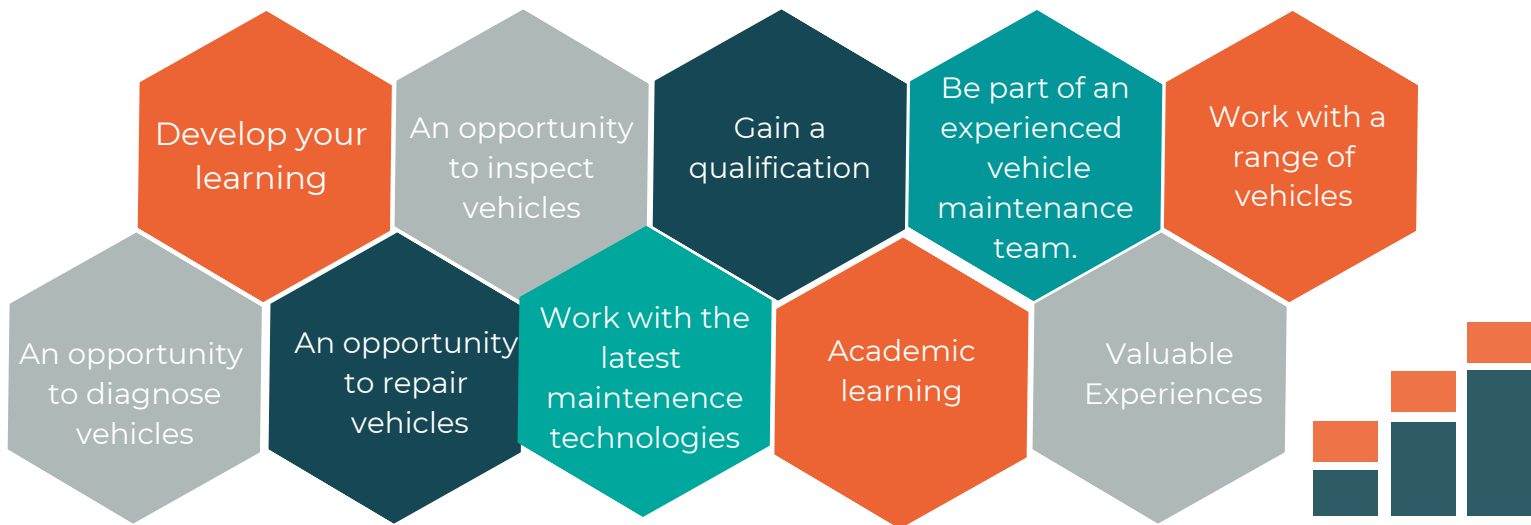 Develop your
learning
An opportunity
to inspect
vehicles
Gain a
qualification
Be part of an
experienced
vehicle
maintenance
team.
Work with a
range of
vehicles
An opportunity
to diagnose
vehicles
An opportunity
to repair
vehicles
Work with the
latest
maintenence
technologies
Academic
learning
Valuable
Experiences